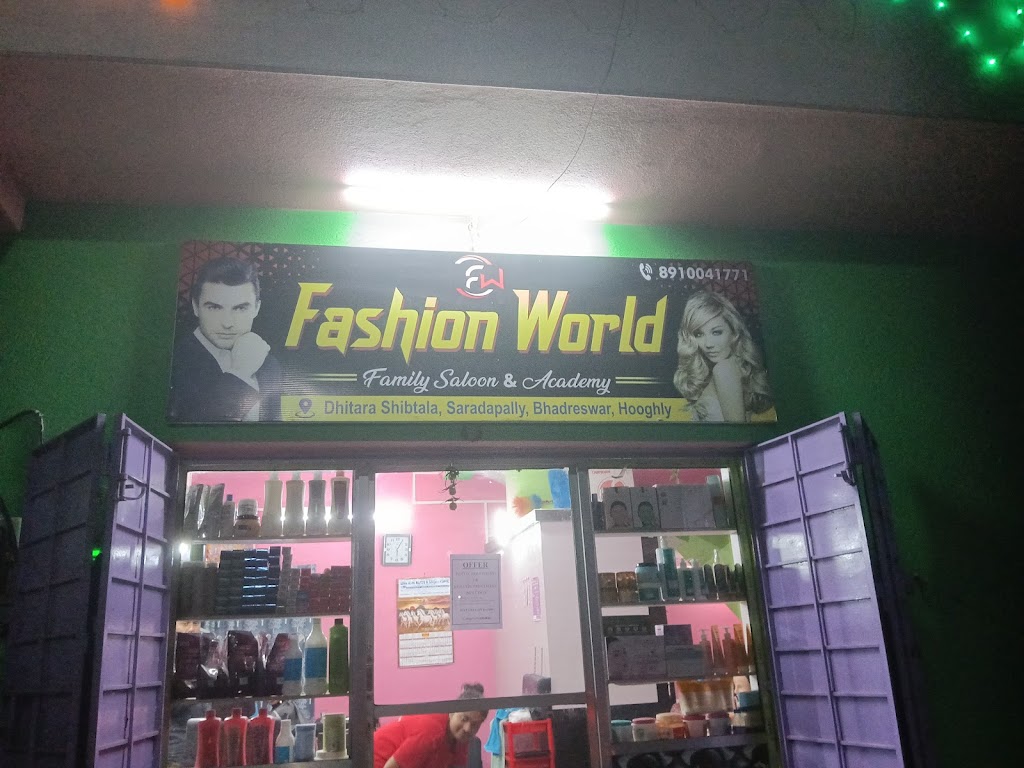 FW
8910041771
Fashion World
Family Saloon & Academy
Dhitara Shibtala, Saradapally, Bhadreswar, Hooghly
OFFER